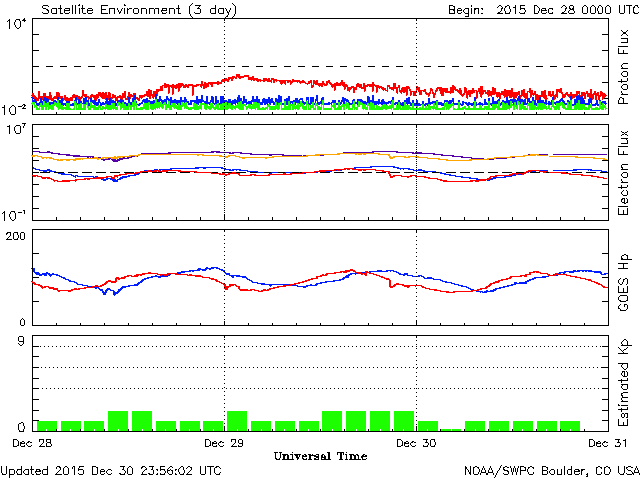 Satellite Environment (3 day) Begin: 2015 Dec 28 0000 UTC
10^4
10^-2
Proton Flux
10^7
10^-1
Electron Flux
200
0
GOES Hp
9
0
Estimated Kp
Dec 28 Dec 29 Dec 30 Dec 31
Universal Time
Updated 2015 Dec 30 23:56:02 UTC NOAA/SWPC Boulder, CO USA